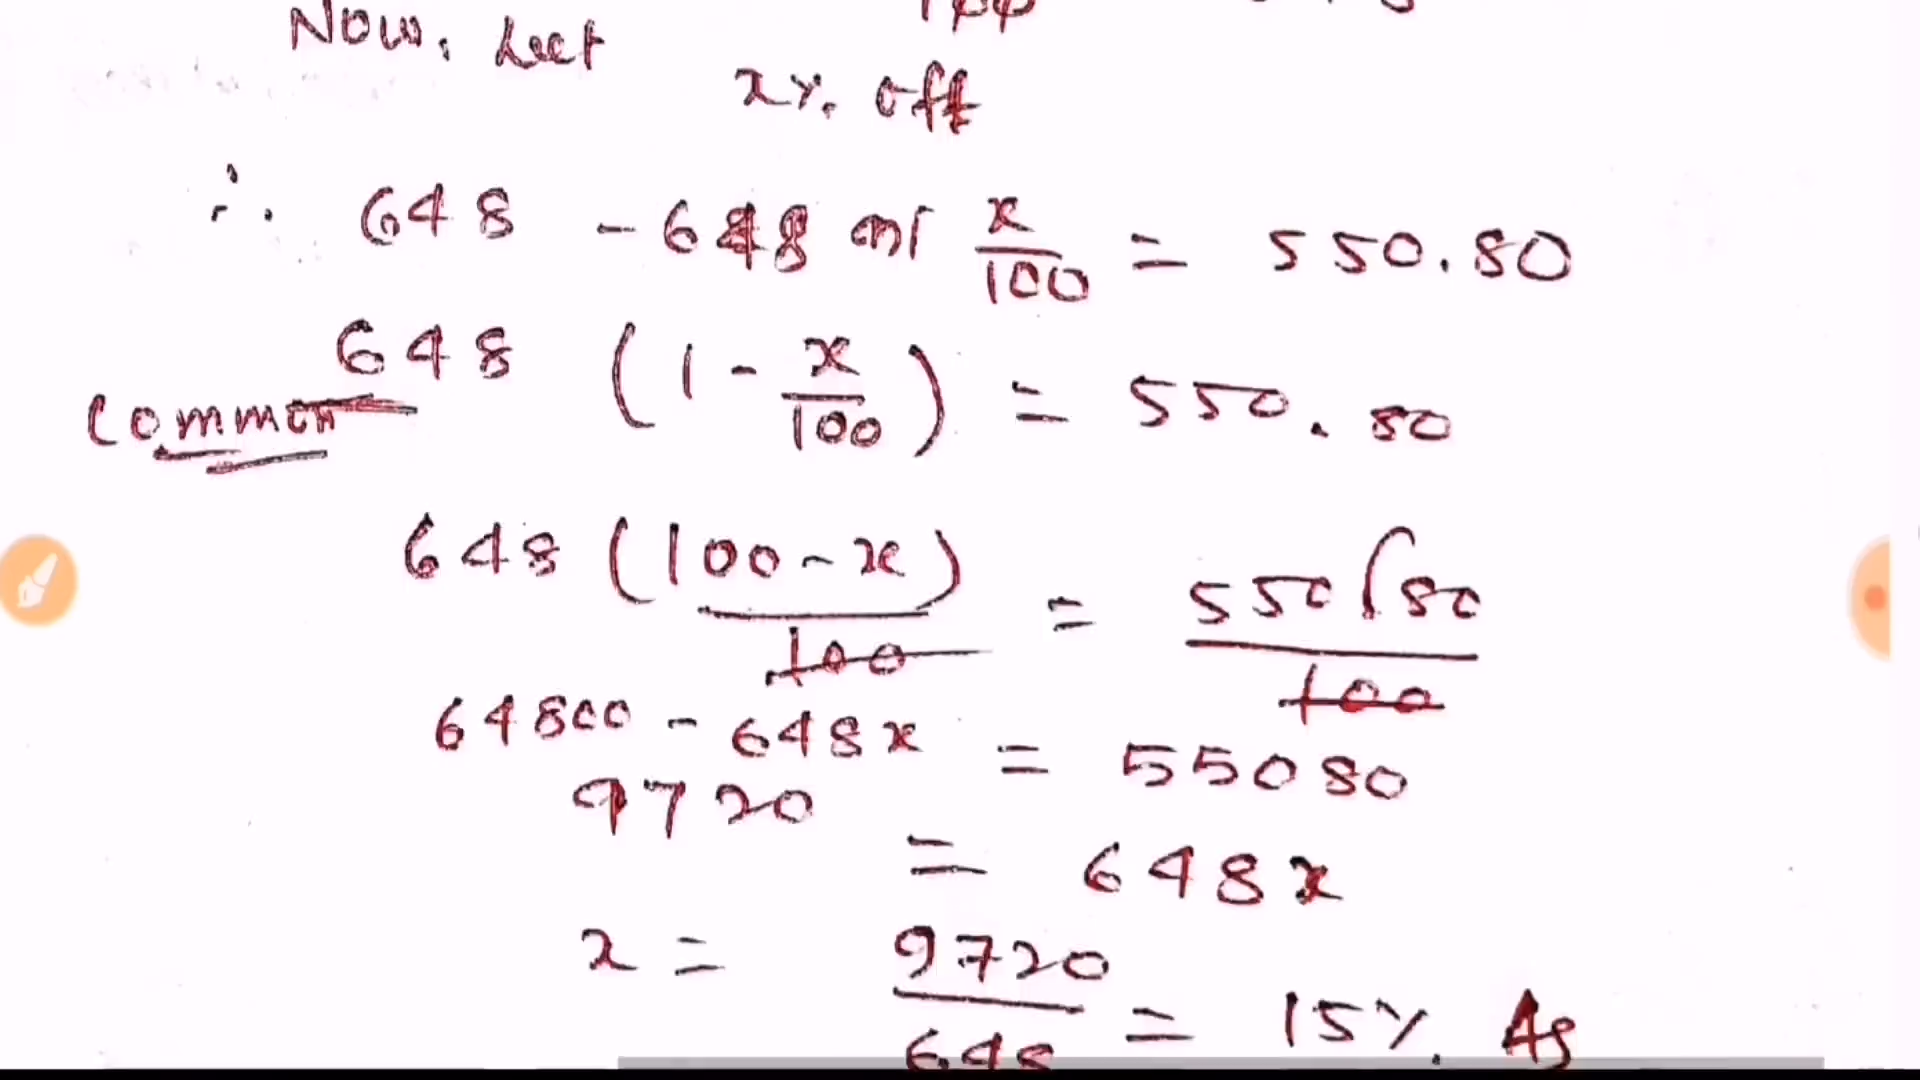 Now, Let
x%. off
∴ 648 - 648 का x/100 = 550.80
648 (1 - x/100) = 550.80
Common
648 (100 - x)/100 = 55080/100
64800 - 648x = 55080
9720 = 648x
x = 9720/648 = 15%. As